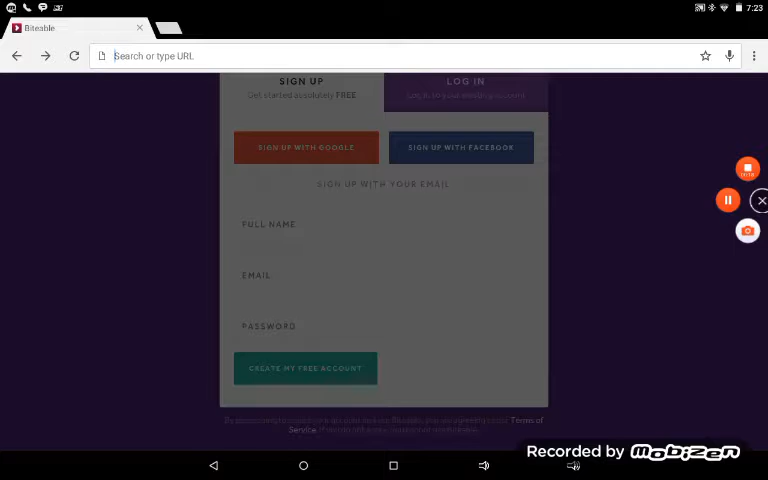 7:23
Biteable
Search or type URL
SIGN UP
Get started absolutely FREE
LOG IN
SIGN UP WITH GOOGLE
SIGN UP WITH FACEBOOK
SIGN UP WITH YOUR EMAIL
FULL NAME
EMAIL
PASSWORD
CREATE MY FREE ACCOUNT
Terms of
Service
Recorded by mobizen